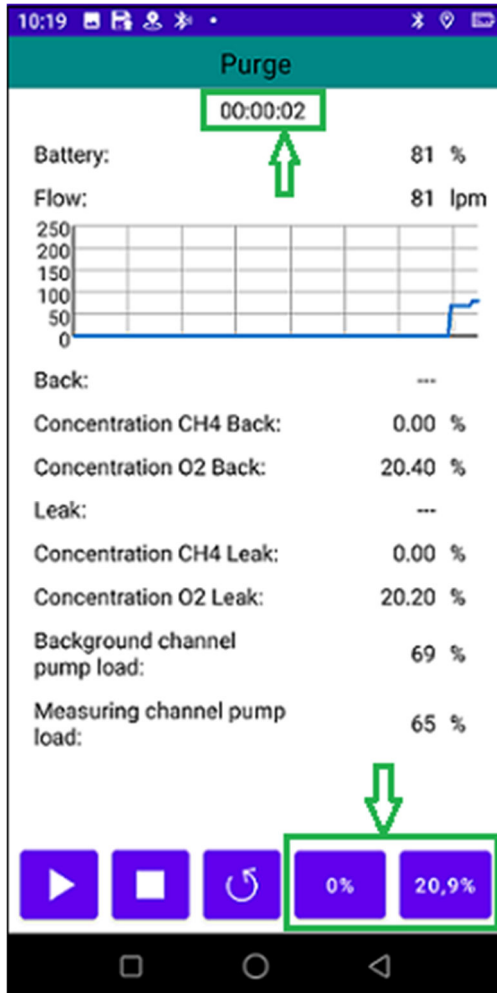 10:19
Purge
00:00:02
Battery: 81 %
Flow: 81 lpm
250
200
150
100
50
0
Back: ---
Concentration CH4 Back: 0.00 %
Concentration O2 Back: 20.40 %
Leak: ---
Concentration CH4 Leak: 0.00 %
Concentration O2 Leak: 20.20 %
Background channel
pump load: 69 %
Measuring channel pump
load: 65 %
0% 20,9%